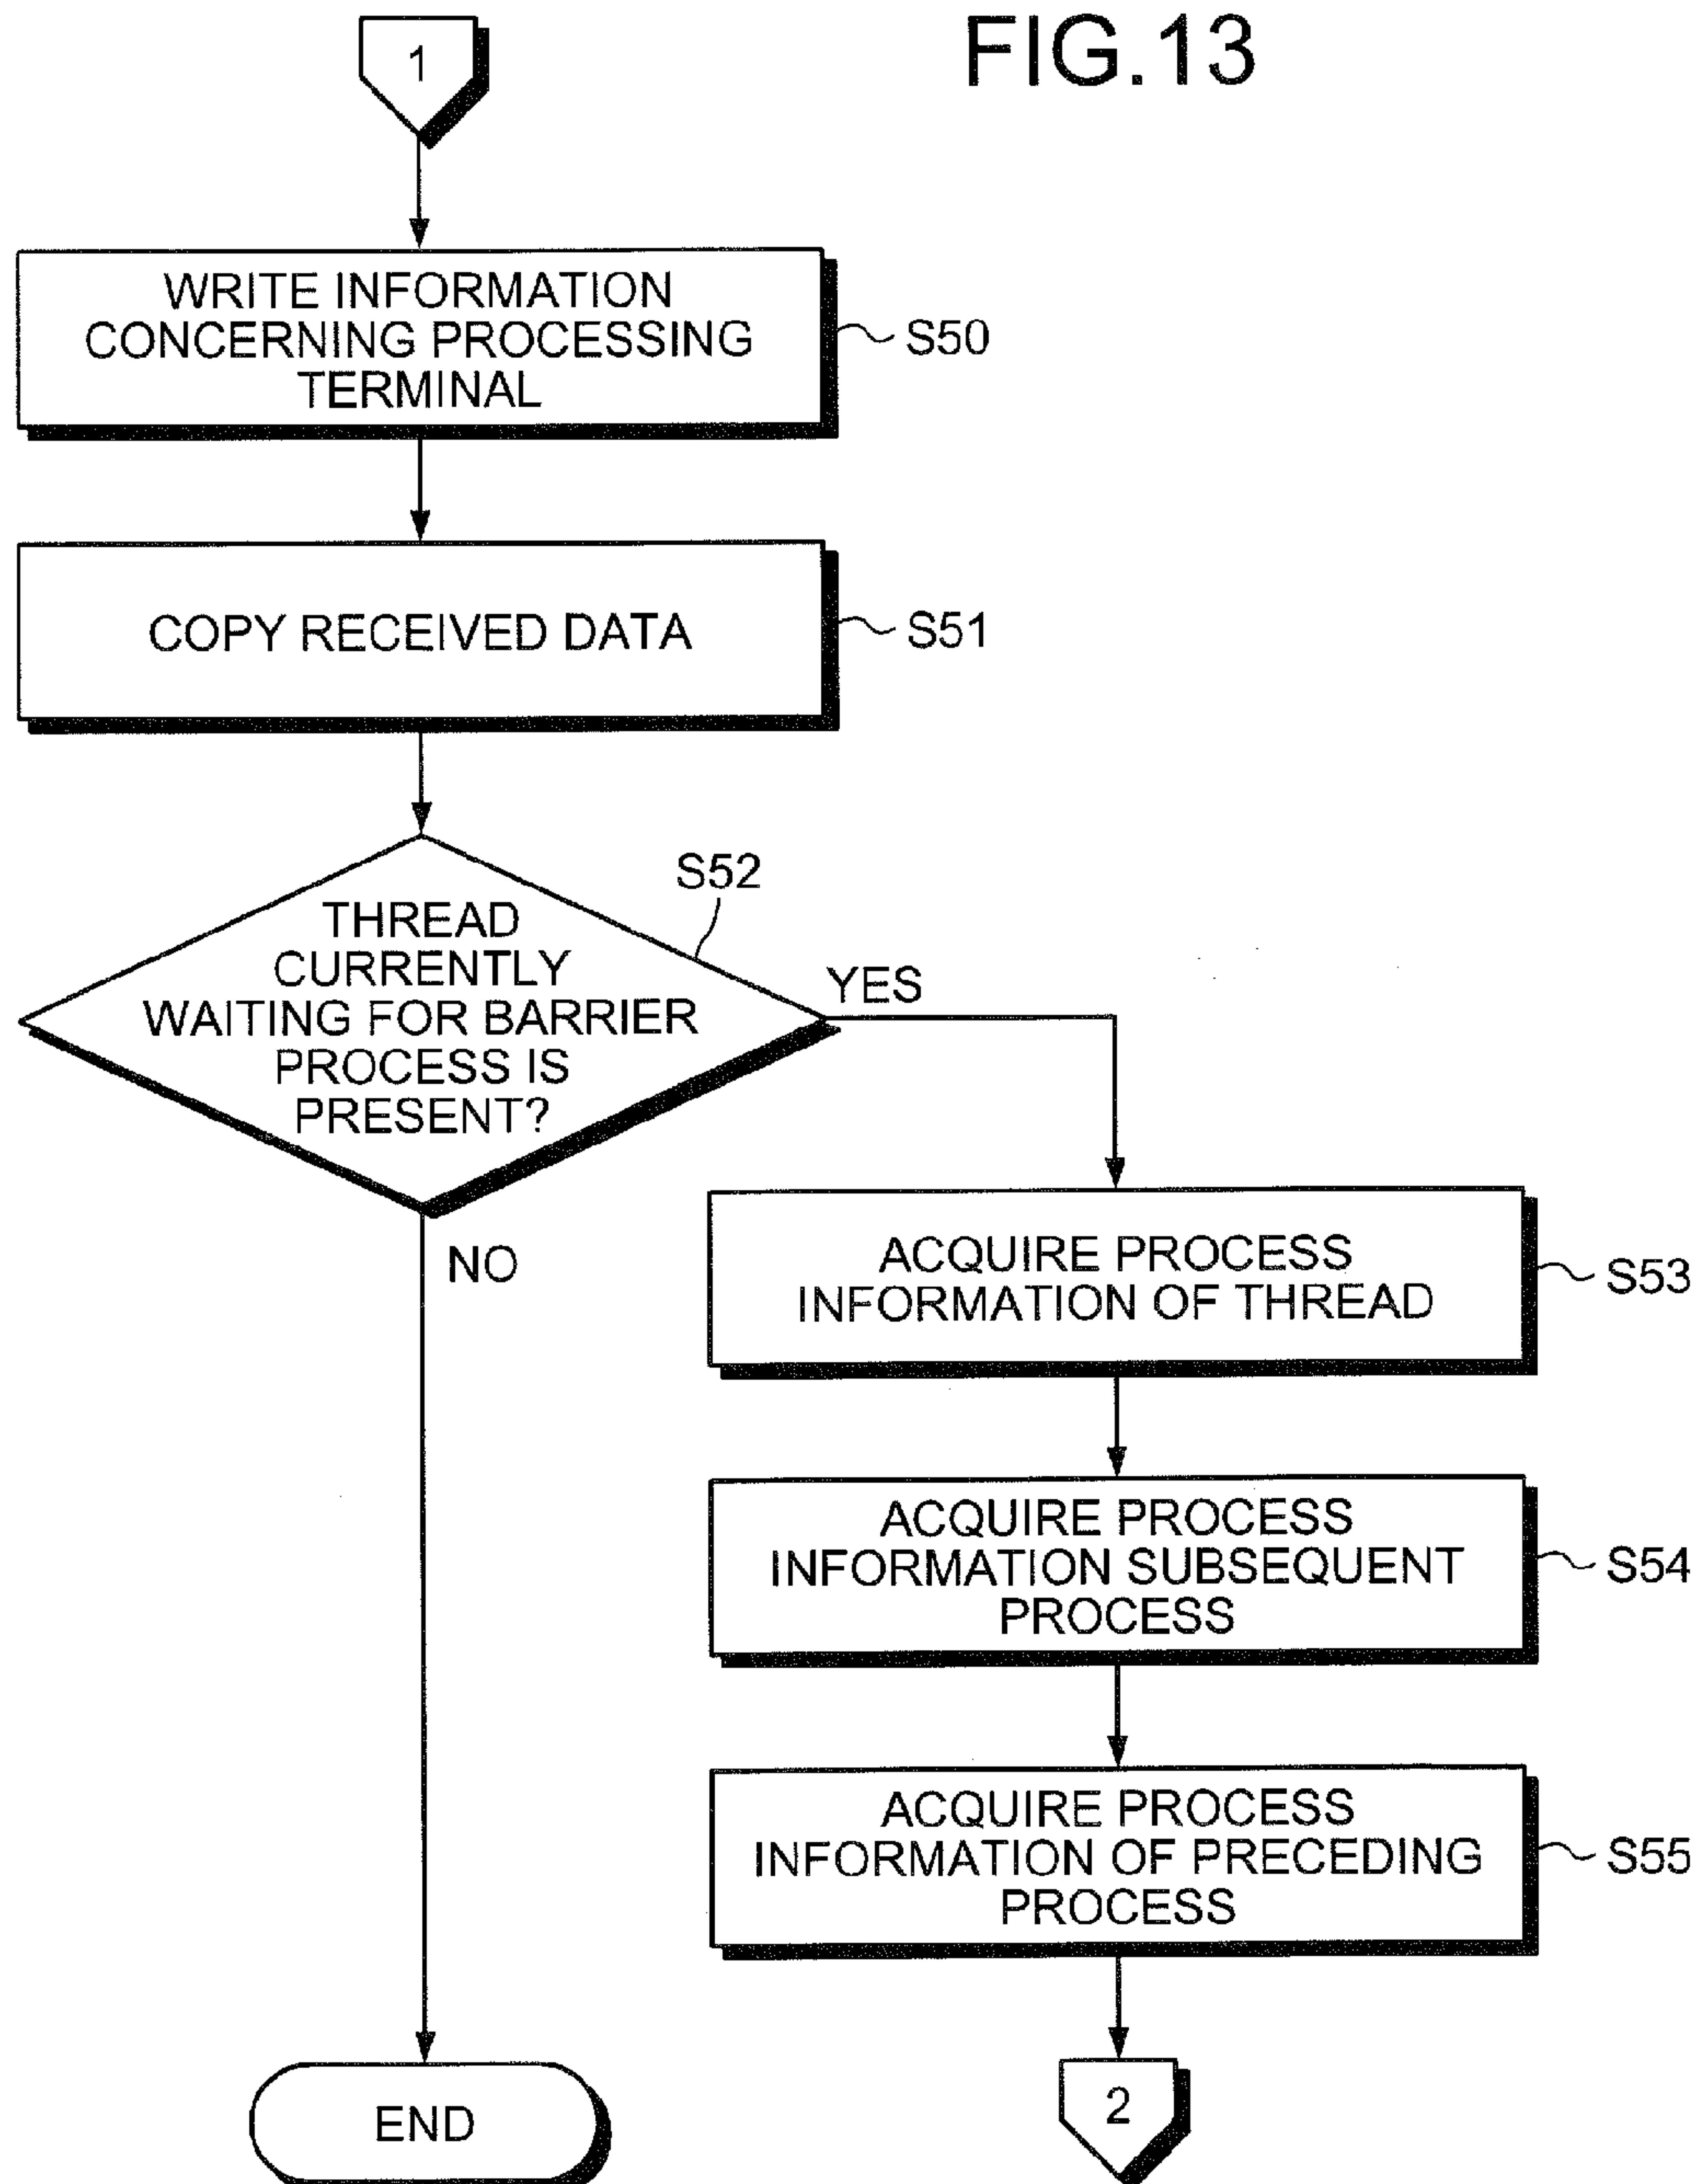 FIG.13
1
WRITE INFORMATION
CONCERNING PROCESSING
TERMINAL
S50
COPY RECEIVED DATA
S51
S52
THREAD
CURRENTLY
WAITING FOR BARRIER
PROCESS IS
PRESENT?
YES
NO
ACQUIRE PROCESS
INFORMATION OF THREAD
S53
ACQUIRE PROCESS
INFORMATION SUBSEQUENT
PROCESS
S54
ACQUIRE PROCESS
INFORMATION OF PRECEDING
PROCESS
S55
END
2